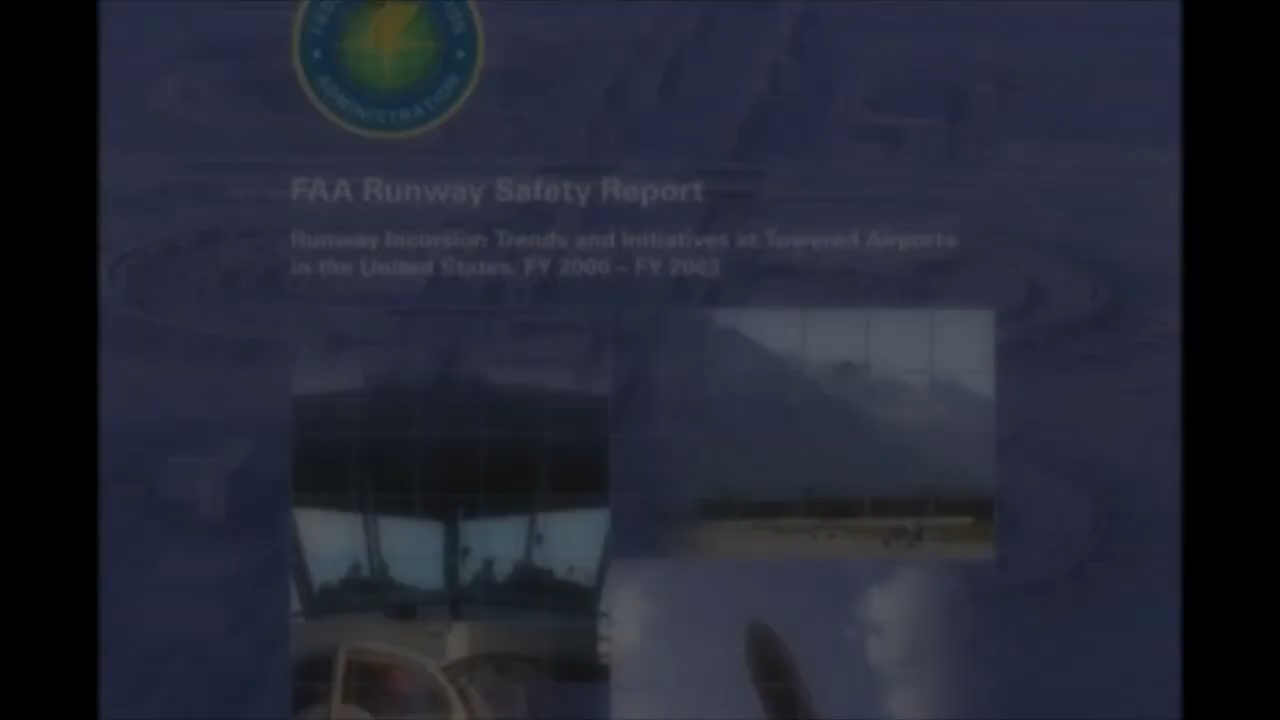 ADMINISTRATION
FAA Runway Safety Report
Runway Incursion Trends and Initiatives at Towered Airports
in the United States, FY 2000 – FY 2003